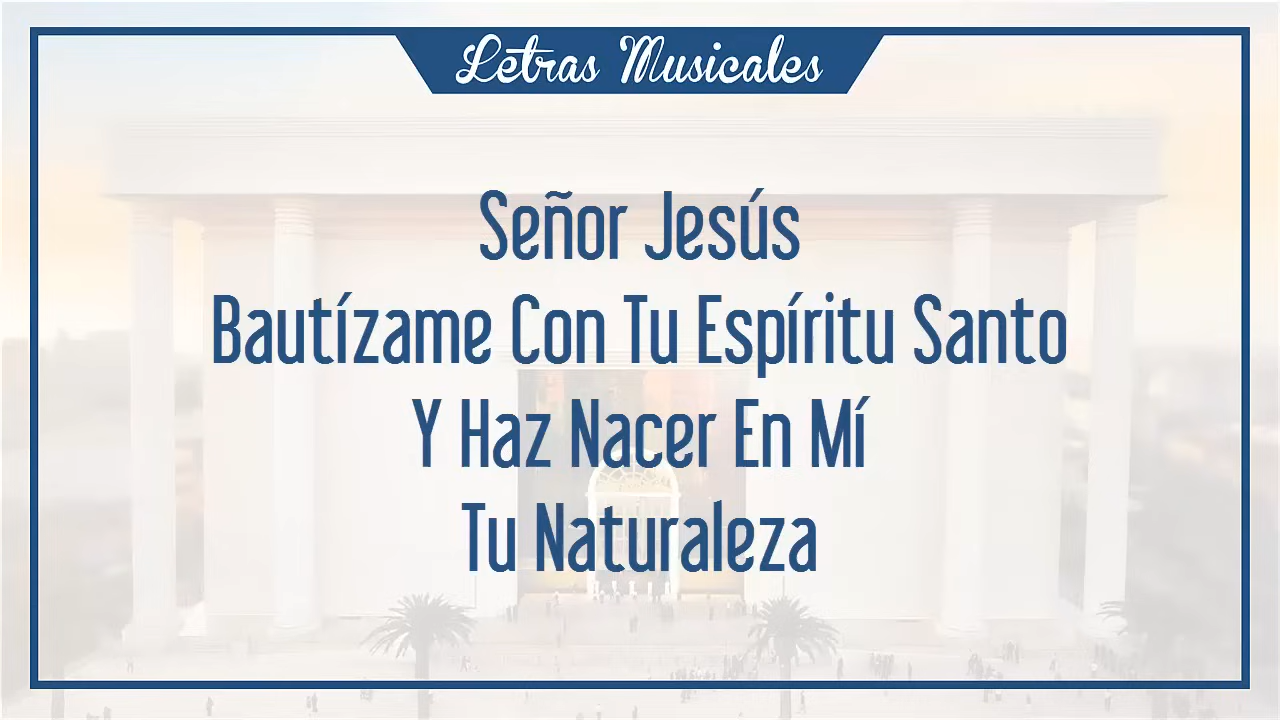 Letras Musicales
Señor Jesús
Bautízame Con Tu Espíritu Santo
Y Haz Nacer En Mí
Tu Naturaleza